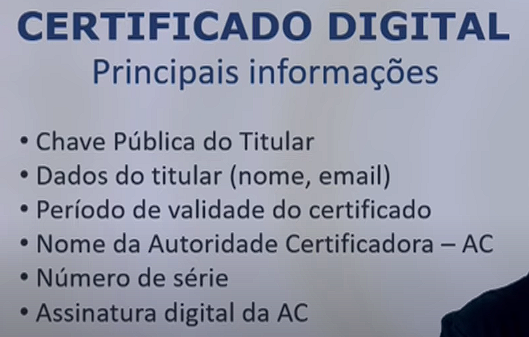 CERTIFICADO DIGITAL
Principais informações
• Chave Pública do Titular
• Dados do titular (nome, email)
• Período de validade do certificado
• Nome da Autoridade Certificadora – AC
• Número de série
• Assinatura digital da AC